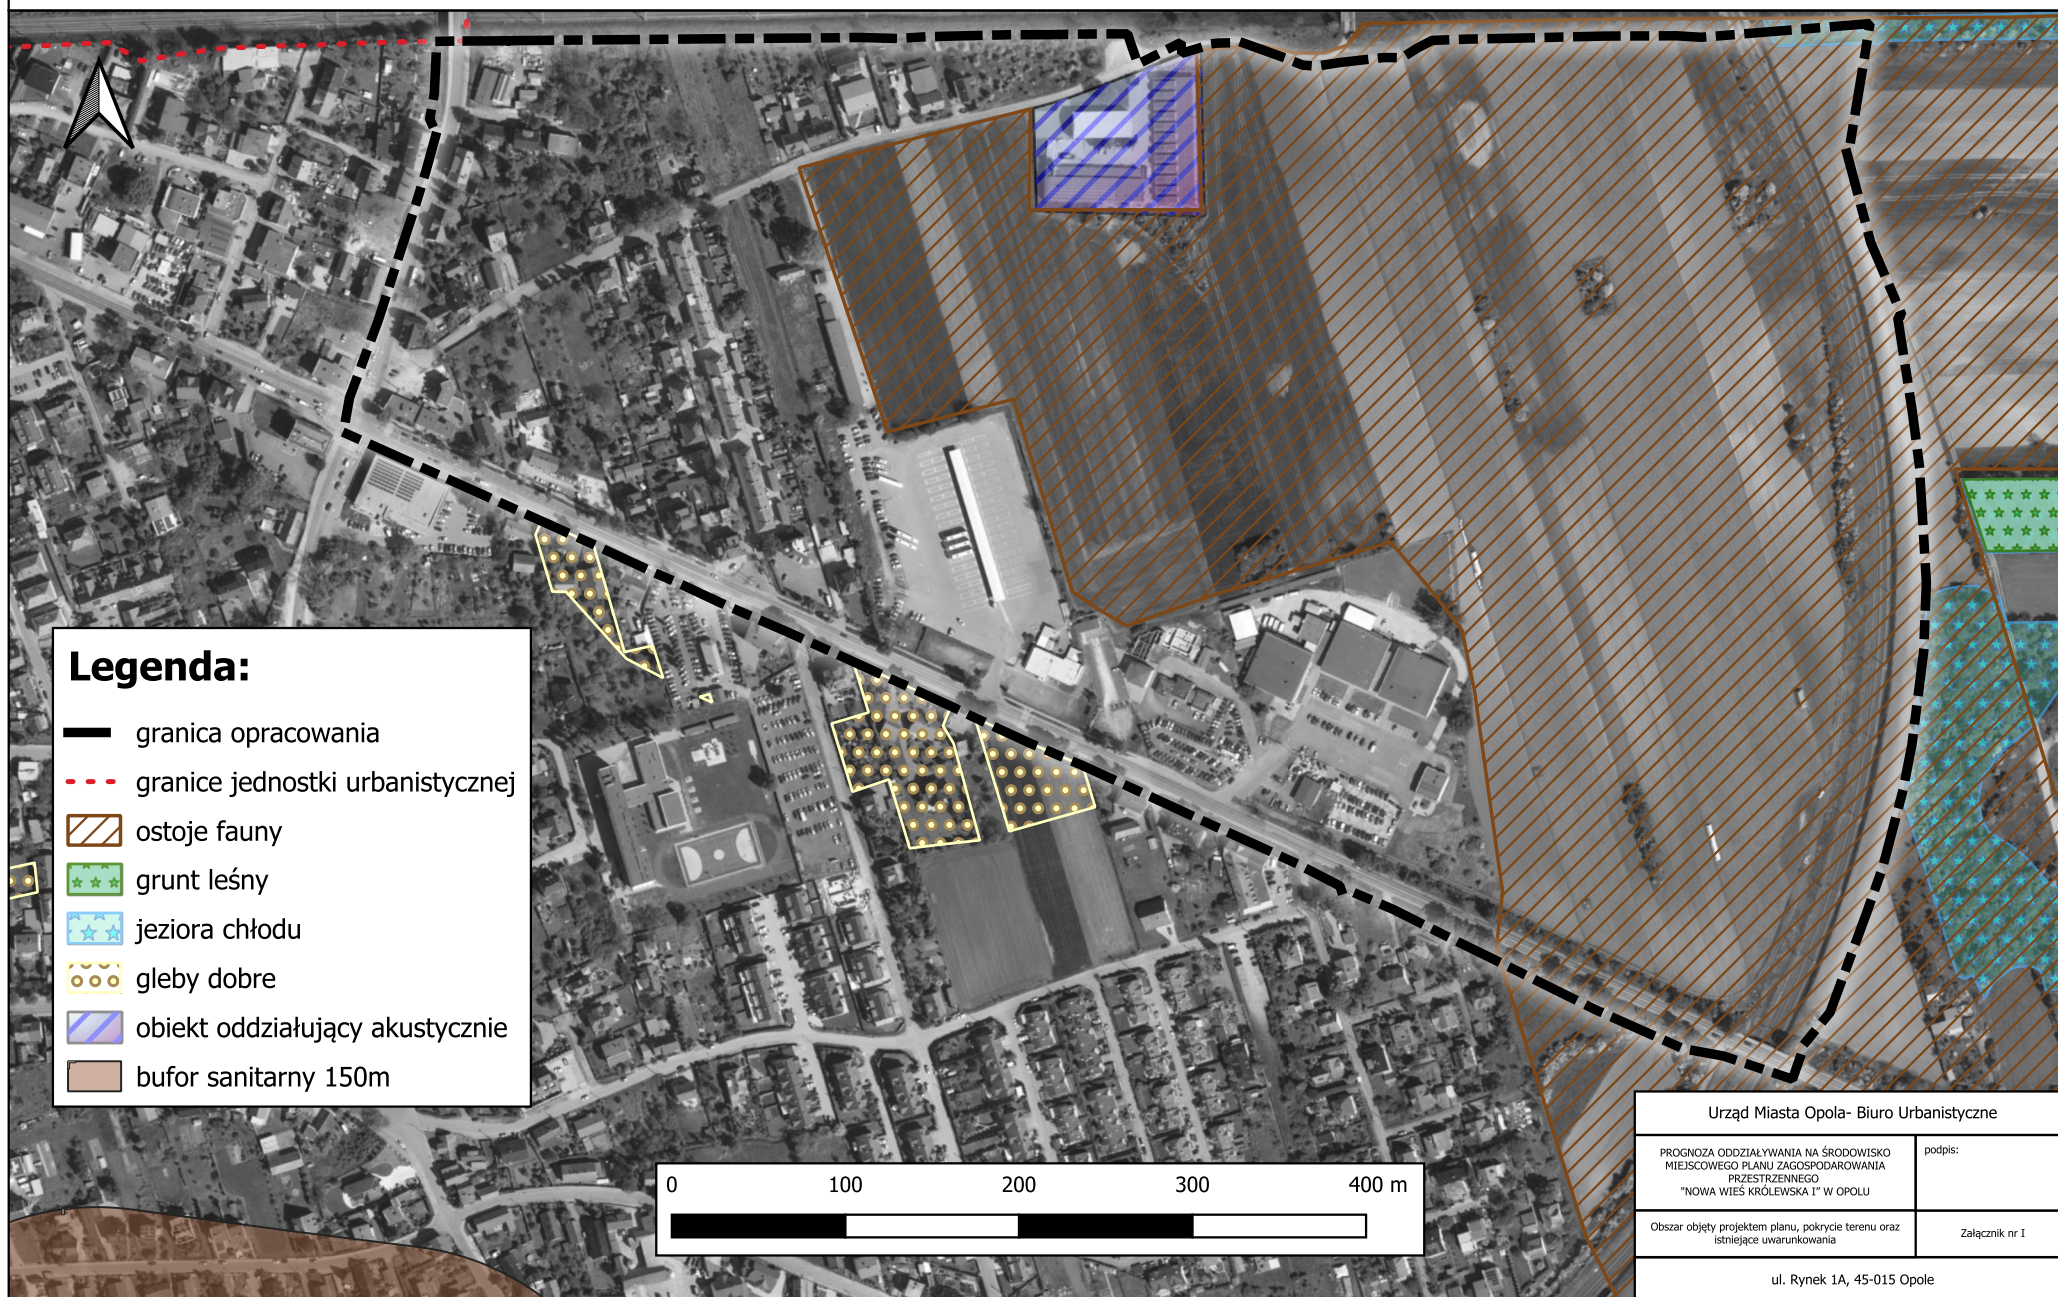 Legenda:
granica opracowania
granice jednostki urbanistycznej
ostoje fauny
grunt leśny
jeziora chłodu
gleby dobre
obiekt oddziałujący akustycznie
bufor sanitarny 150m
0 100 200 300 400 m
Urząd Miasta Opola- Biuro Urbanistyczne
PROGNOZA ODDZIAŁYWANIA NA ŚRODOWISKO
MIEJSCOWEGO PLANU ZAGOSPODAROWANIA
PRZESTRZENNEGO
"NOWA WIEŚ KRÓLEWSKA I" W OPOLU
podpis:
Obszar objęty projektem planu, pokrycie terenu oraz
istniejące uwarunkowania
Załącznik nr I
ul. Rynek 1A, 45-015 Opole